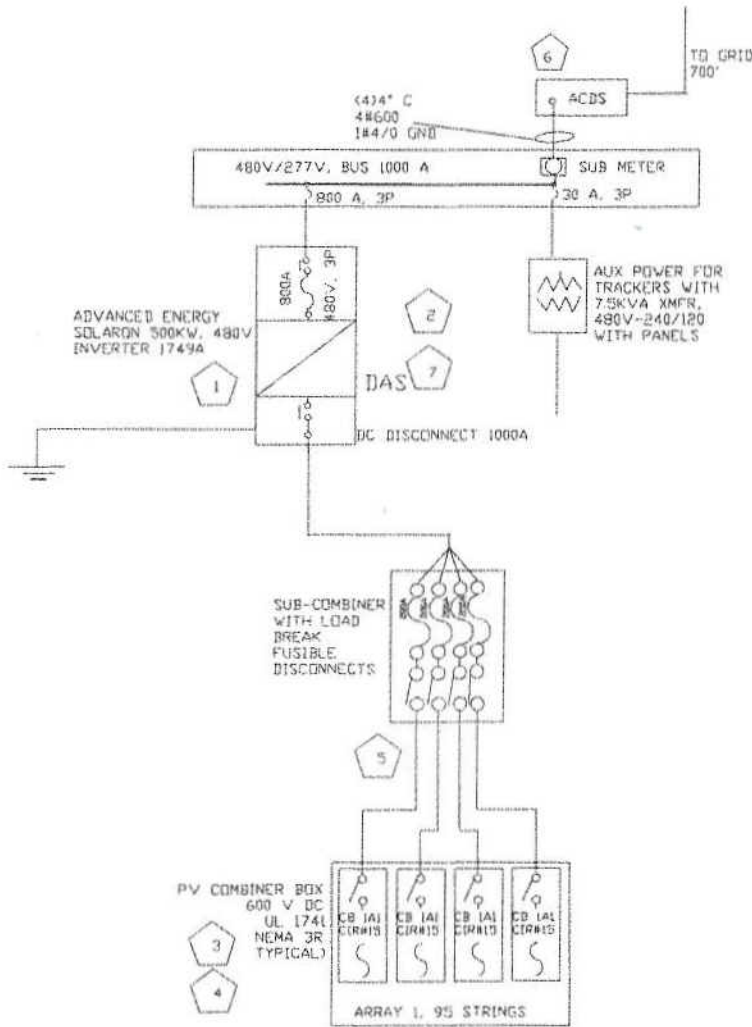 6
TO GRID
700'
ACDS
(4)4" C
4#600
1#4/0 GND
480V/277V, BUS 1000 A
SUB METER
800 A, 3P
30 A, 3P
800A
480V, 3P
AUX POWER FOR
TRACKERS WITH
7.5KVA XMFR,
480V-240/120
WITH PANELS
ADVANCED ENERGY
SOLARON 500KW, 480V
INVERTER 1749A
2
1
DAS
7
DC DISCONNECT 1000A
SUB-COMBINER
WITH LOAD
BREAK
FUSIBLE
DISCONNECTS
5
PV COMBINER BOX
600 V DC
UL 1741
NEMA 3R
TYPICAL)
3
4
CB 1A1
CIR#15
CB 1A1
CIR#15
CB 1A1
CIR#15
CB 1A1
CIR#15
ARRAY 1, 95 STRINGS